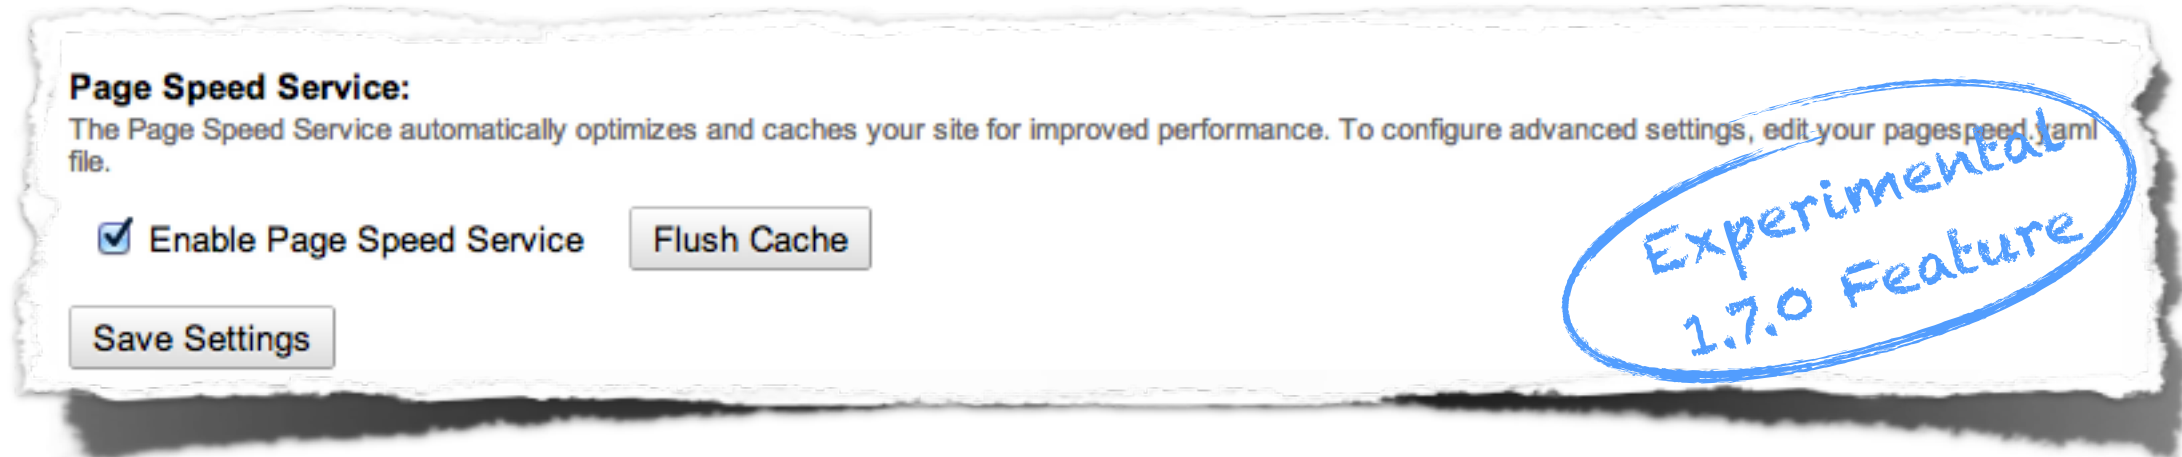 Page Speed Service:
The Page Speed Service automatically optimizes and caches your site for improved performance. To configure advanced settings, edit your pagespeed.yaml
file.
Enable Page Speed Service
Flush Cache
Save Settings
Experimental
1.7.0 Feature